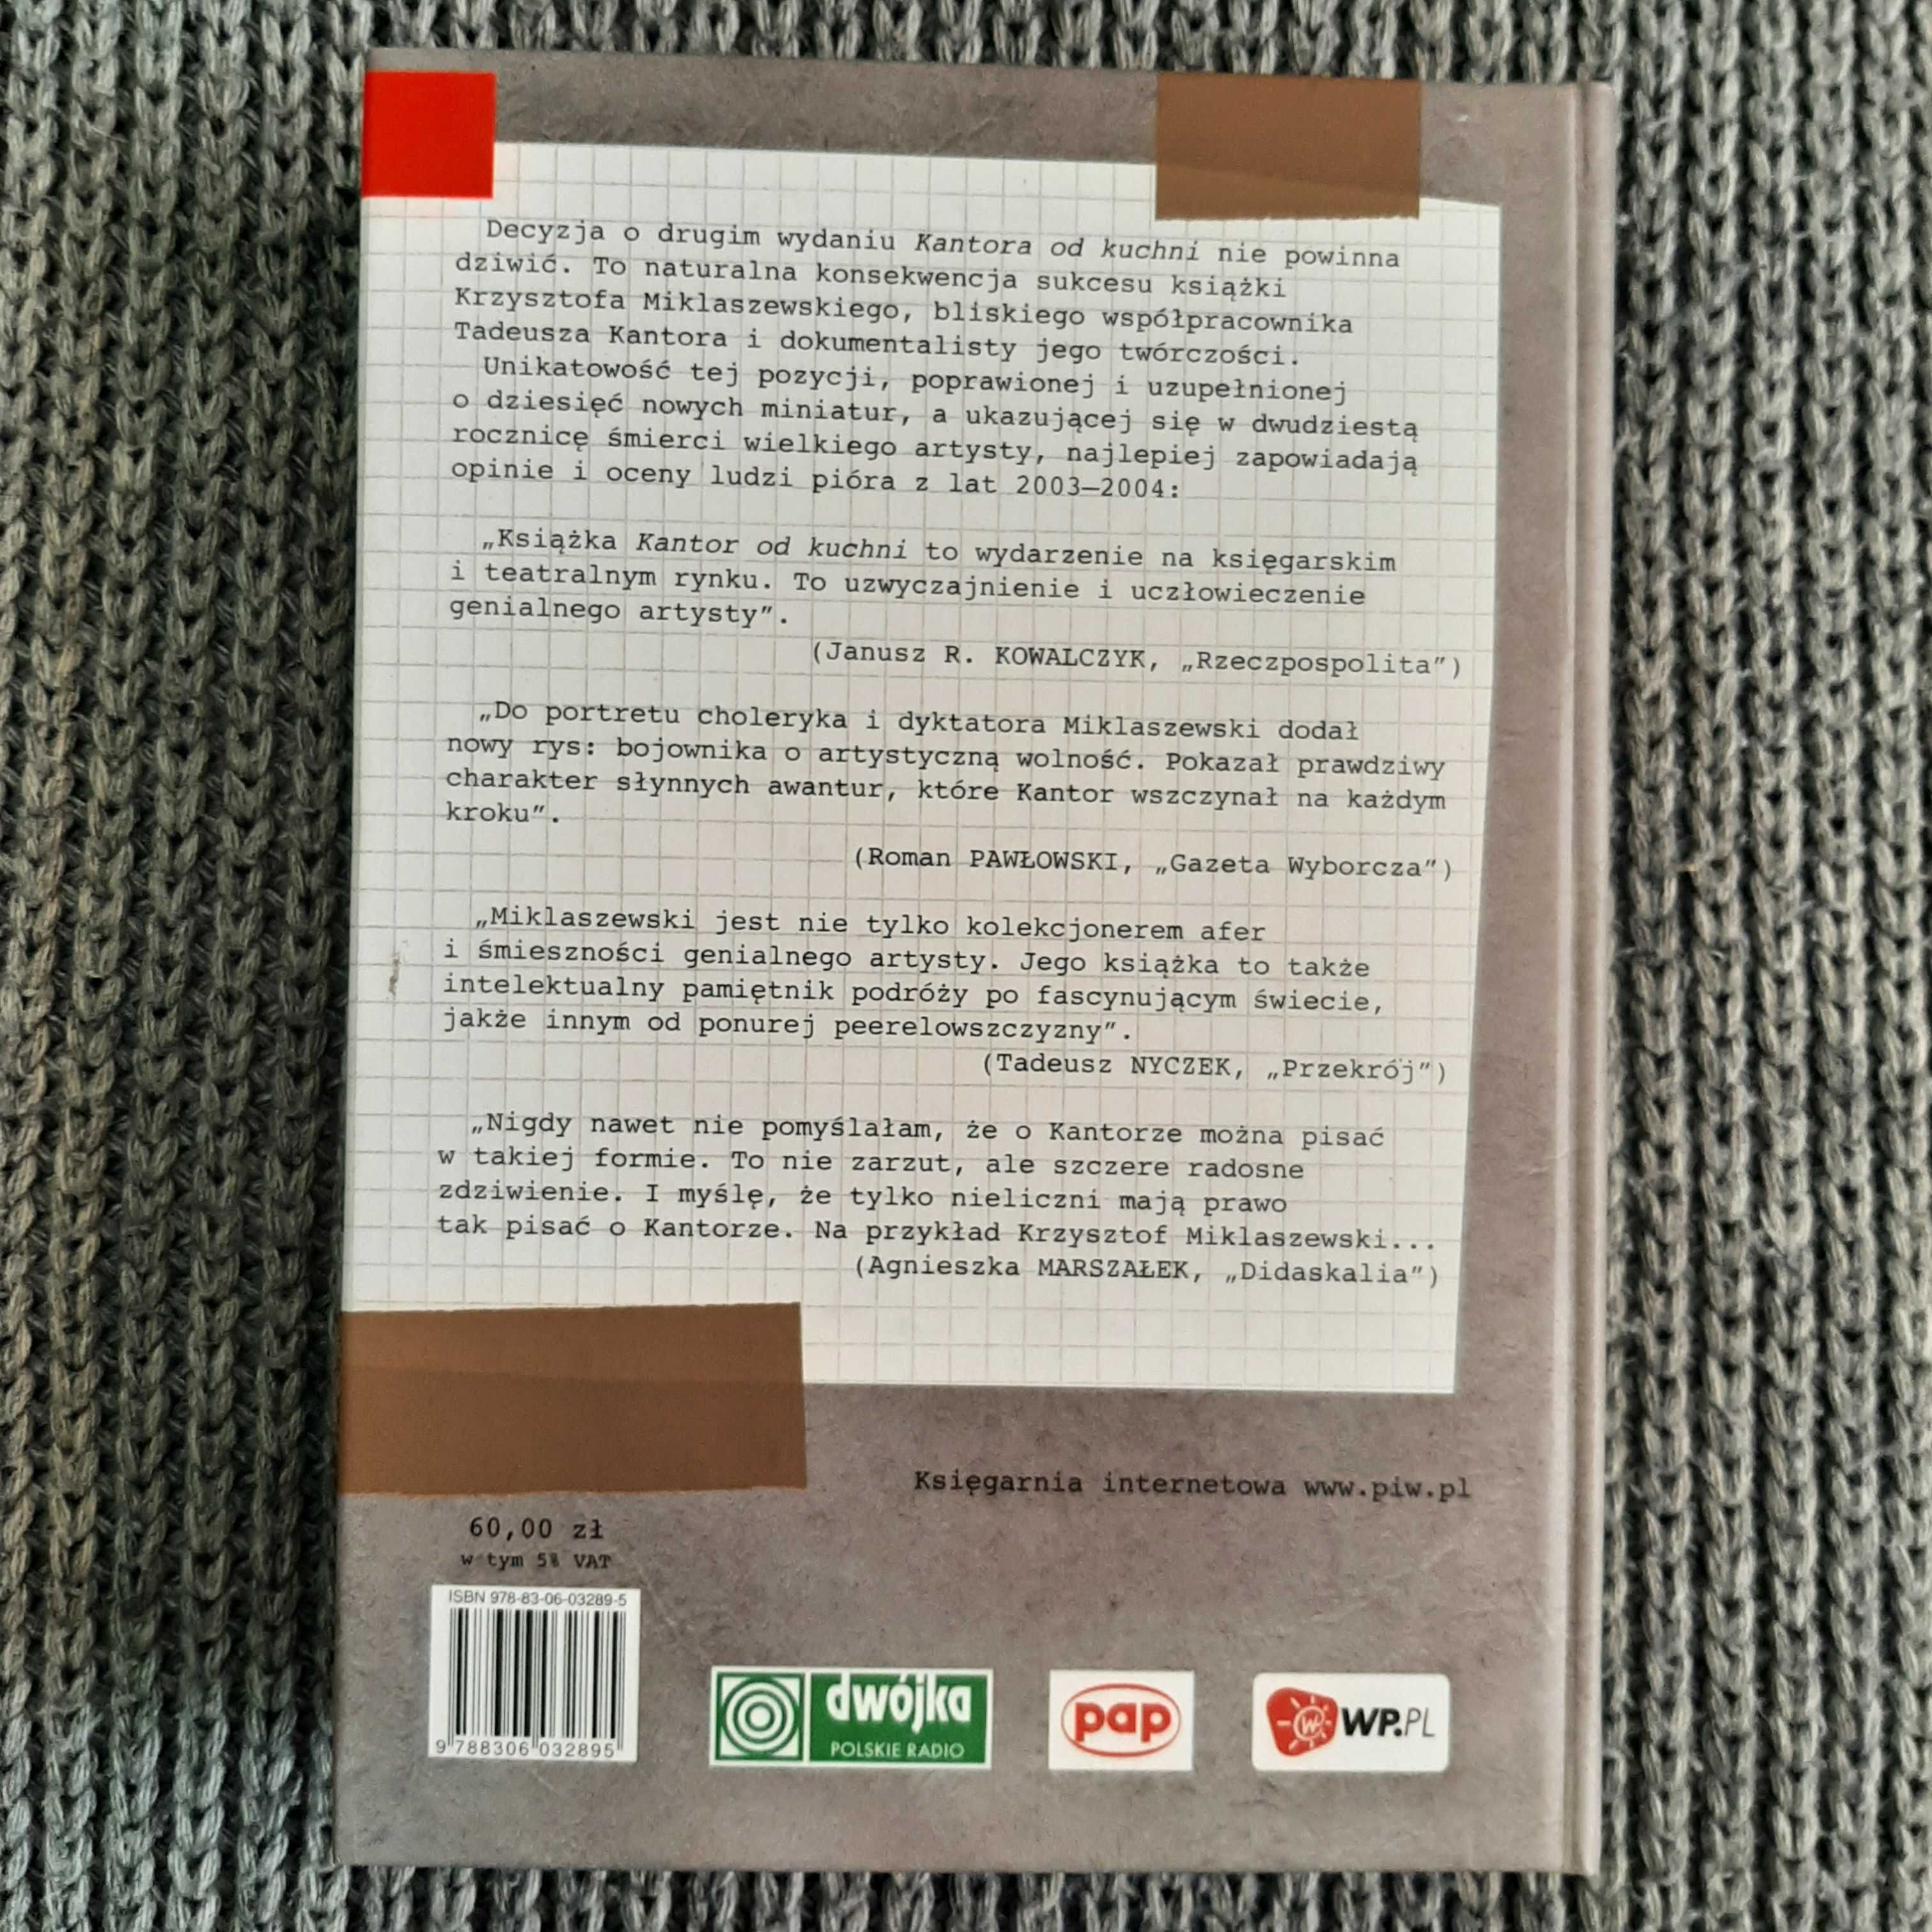 Decyzja o drugim wydaniu Kantora od kuchni nie powinna
dziwić. To naturalna konsekwencja sukcesu książki
Krzysztofa Miklaszewskiego, bliskiego współpracownika
Tadeusza Kantora i dokumentalisty jego twórczości.
Unikatowość tej pozycji, poprawionej i uzupełnionej
o dziesięć nowych miniatur, a ukazującej się w dwudziestą
rocznicę śmierci wielkiego artysty, najlepiej zapowiadają
opinie i oceny ludzi pióra z lat 2003–2004:
„Książka Kantor od kuchni to wydarzenie na księgarskim
i teatralnym rynku. To uzwyczajnienie i uczłowieczenie
genialnego artysty”.
(Janusz R. KOWALCZYK, „Rzeczpospolita”)
„Do portretu choleryka i dyktatora Miklaszewski dodał
nowy rys: bojownika o artystyczną wolność. Pokazał prawdziwy
charakter słynnych awantur, które Kantor wszczynał na każdym
kroku”.
(Roman PAWŁOWSKI, „Gazeta Wyborcza”)
„Miklaszewski jest nie tylko kolekcjonerem afer
i śmieszności genialnego artysty. Jego książka to także
intelektualny pamiętnik podróży po fascynującym świecie,
jakże innym od ponurej peerelowszczyzny”.
(Tadeusz NYCZEK, „Przekrój”)
„Nigdy nawet nie pomyślałam, że o Kantorze można pisać
w takiej formie. To nie zarzut, ale szczere radosne
zdziwienie. I myślę, że tylko nieliczni mają prawo
tak pisać o Kantorze. Na przykład Krzysztof Miklaszewski...
(Agnieszka MARSZAŁEK, „Didaskalia”)
Księgarnia internetowa www.piw.pl
60,00 zł
w tym 5% VAT
ISBN 978-83-06-03289-5
9 788306 032895
dwójka
POLSKIE RADIO
pap
W WP.PL